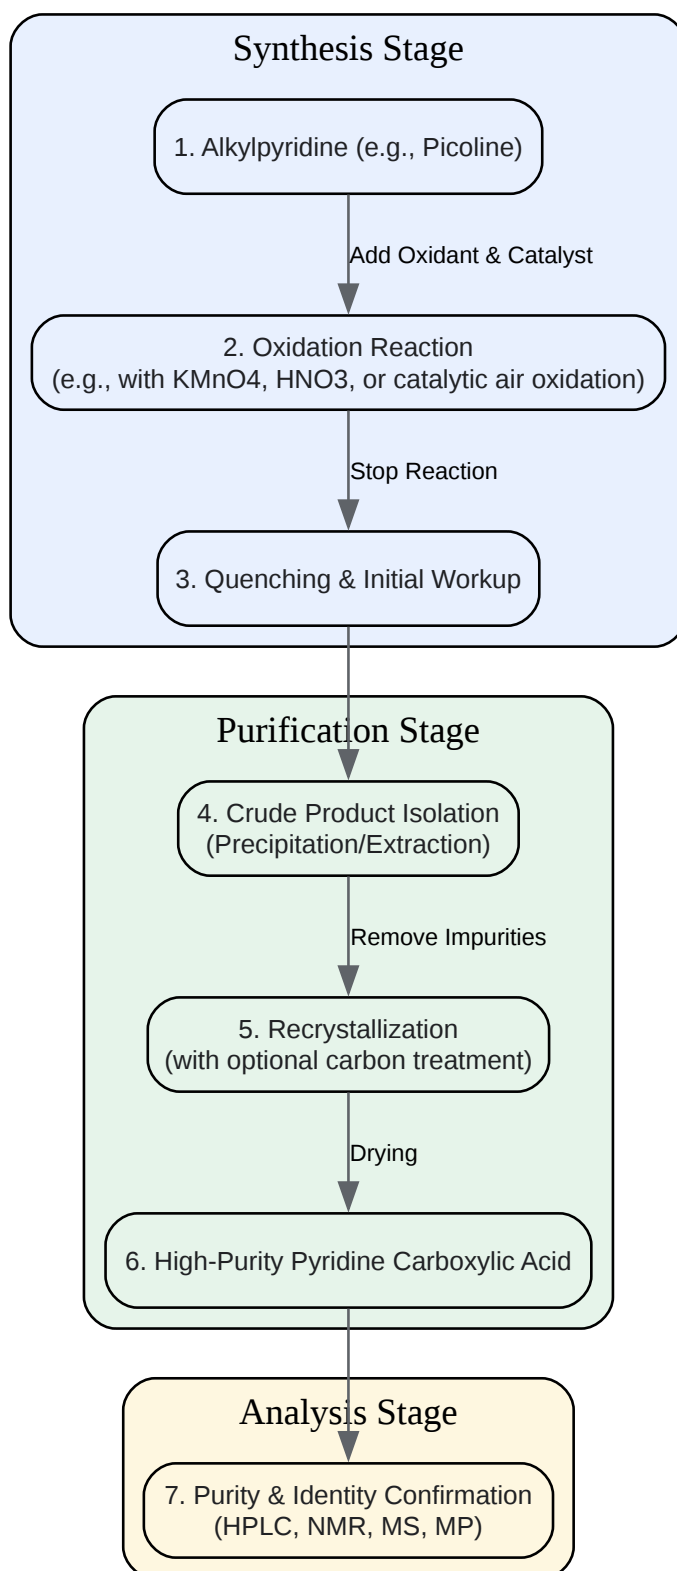 Synthesis Stage
1. Alkylpyridine (e.g., Picoline)
Add Oxidant & Catalyst
2. Oxidation Reaction
(e.g., with KMnO4, HNO3, or catalytic air oxidation)
Stop Reaction
3. Quenching & Initial Workup
Purification Stage
4. Crude Product Isolation
(Precipitation/Extraction)
Remove Impurities
5. Recrystallization
(with optional carbon treatment)
Drying
6. High-Purity Pyridine Carboxylic Acid
Analysis Stage
7. Purity & Identity Confirmation
(HPLC, NMR, MS, MP)